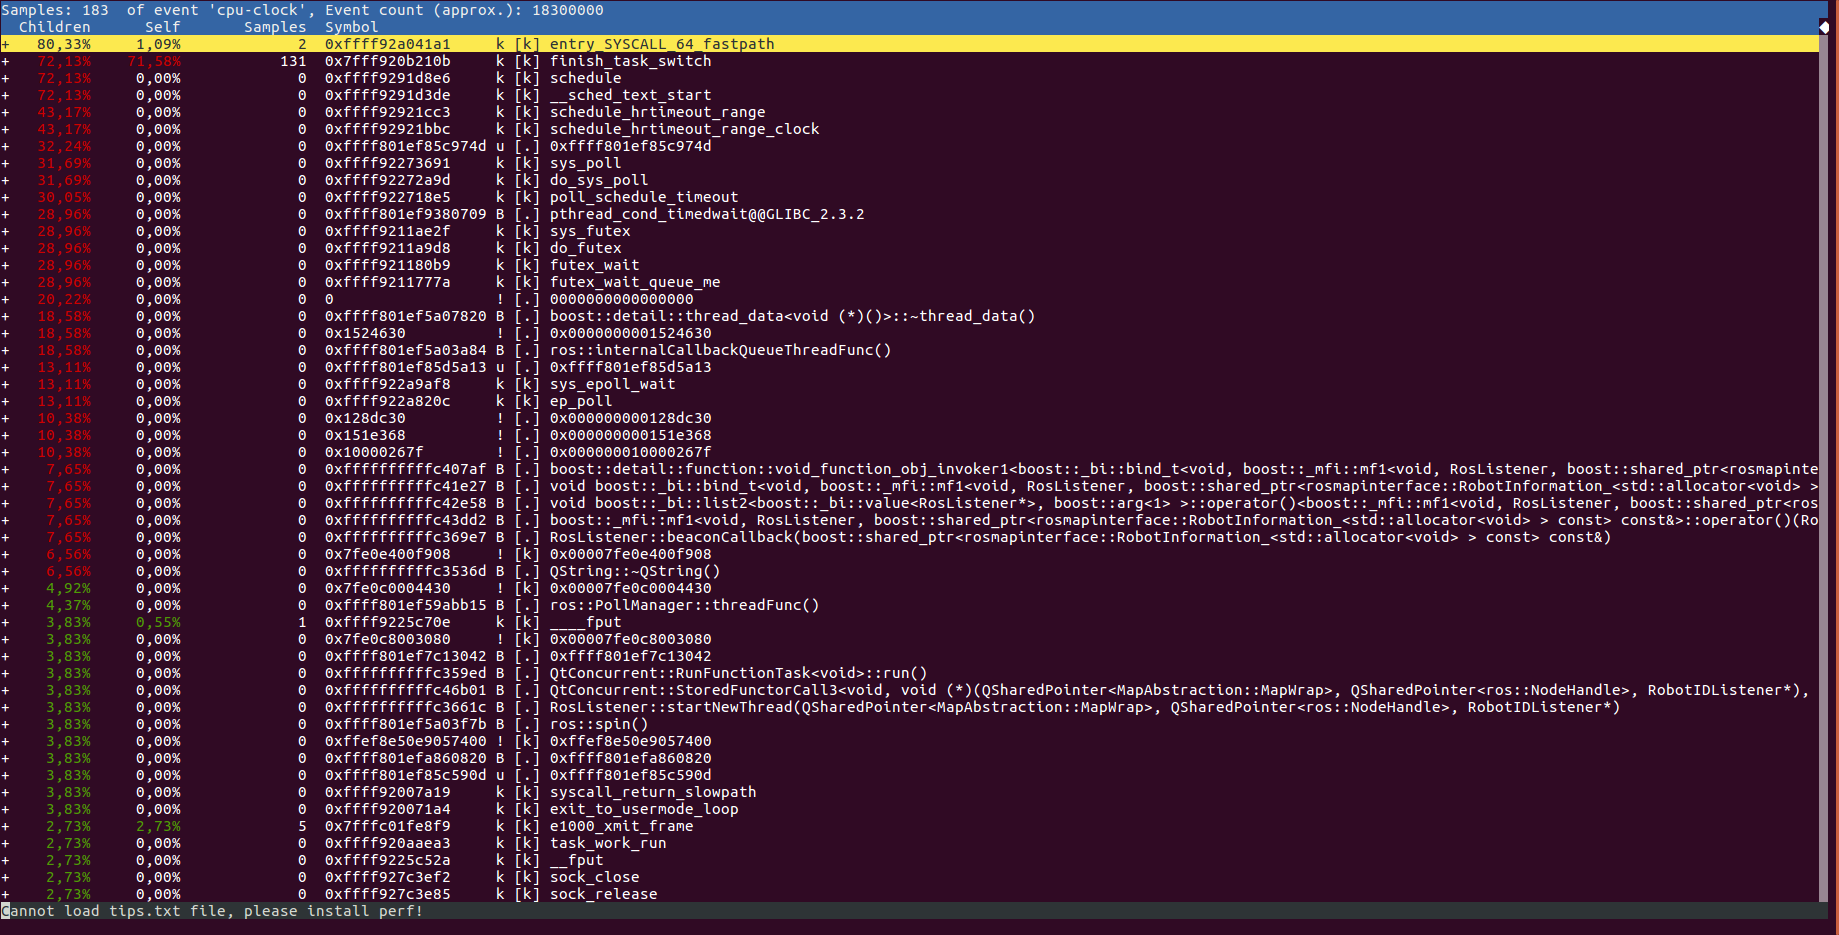 Samples: 183  of event 'cpu-clock', Event count (approx.): 18300000
  Children      Self       Samples  Symbol
+   80,33%     1,09%             2  0xffff92a041a1     k [k] entry_SYSCALL_64_fastpath
+   72,13%    71,58%           131  0x7fff920b210b     k [k] finish_task_switch
+   72,13%     0,00%             0  0xffff9291d8e6     k [k] schedule
+   72,13%     0,00%             0  0xffff9291d3de     k [k] __sched_text_start
+   43,17%     0,00%             0  0xffff92921cc3     k [k] schedule_hrtimeout_range
+   43,17%     0,00%             0  0xffff92921bbc     k [k] schedule_hrtimeout_range_clock
+   32,24%     0,00%             0  0xffff801ef85c974d u [.] 0xffff801ef85c974d
+   31,69%     0,00%             0  0xffff92273691     k [k] sys_poll
+   31,69%     0,00%             0  0xffff92272a9d     k [k] do_sys_poll
+   30,05%     0,00%             0  0xffff922718e5     k [k] poll_schedule_timeout
+   28,96%     0,00%             0  0xffff801ef9380709 B [.] pthread_cond_timedwait@@GLIBC_2.3.2
+   28,96%     0,00%             0  0xffff9211ae2f     k [k] sys_futex
+   28,96%     0,00%             0  0xffff9211a9d8     k [k] do_futex
+   28,96%     0,00%             0  0xffff921180b9     k [k] futex_wait
+   28,96%     0,00%             0  0xffff9211777a     k [k] futex_wait_queue_me
+   20,22%     0,00%             0  0                  ! [.] 0000000000000000
+   18,58%     0,00%             0  0xffff801ef5a07820 B [.] boost::detail::thread_data<void (*)()>::~thread_data()
+   18,58%     0,00%             0  0x1524630          ! [.] 0x0000000001524630
+   18,58%     0,00%             0  0xffff801ef5a03a84 B [.] ros::internalCallbackQueueThreadFunc()
+   13,11%     0,00%             0  0xffff801ef85d5a13 u [.] 0xffff801ef85d5a13
+   13,11%     0,00%             0  0xffff922a9af8     k [k] sys_epoll_wait
+   13,11%     0,00%             0  0xffff922a820c     k [k] ep_poll
+   10,38%     0,00%             0  0x128dc30          ! [.] 0x000000000128dc30
+   10,38%     0,00%             0  0x151e368          ! [.] 0x000000000151e368
+   10,38%     0,00%             0  0x10000267f        ! [.] 0x000000010000267f
+    7,65%     0,00%             0  0xffffffffffc407af B [.] boost::detail::function::void_function_obj_invoker1<boost::_bi::bind_t<void, boost::_mfi::mf1<void, RosListener, boost::shared_ptr<rosmapinte
+    7,65%     0,00%             0  0xffffffffffc41e27 B [.] void boost::_bi::bind_t<void, boost::_mfi::mf1<void, RosListener, boost::shared_ptr<rosmapinterface::RobotInformation_<std::allocator<void> >
+    7,65%     0,00%             0  0xffffffffffc42e58 B [.] void boost::_bi::list2<boost::_bi::value<RosListener*>, boost::arg<1> >::operator()<boost::_mfi::mf1<void, RosListener, boost::shared_ptr<ros
+    7,65%     0,00%             0  0xffffffffffc43dd2 B [.] boost::_mfi::mf1<void, RosListener, boost::shared_ptr<rosmapinterface::RobotInformation_<std::allocator<void> > const> const&>::operator()(Ro
+    7,65%     0,00%             0  0xffffffffffc369e7 B [.] RosListener::beaconCallback(boost::shared_ptr<rosmapinterface::RobotInformation_<std::allocator<void> > const> const&)
+    6,56%     0,00%             0  0x7fe0e400f908     ! [k] 0x00007fe0e400f908
+    6,56%     0,00%             0  0xffffffffffc3536d B [.] QString::~QString()
+    4,92%     0,00%             0  0x7fe0c0004430     ! [k] 0x00007fe0c0004430
+    4,37%     0,00%             0  0xffff801ef59abb15 B [.] ros::PollManager::threadFunc()
+    3,83%     0,55%             1  0xffff9225c70e     k [k] ____fput
+    3,83%     0,00%             0  0x7fe0c8003080     ! [k] 0x00007fe0c8003080
+    3,83%     0,00%             0  0xffff801ef7c13042 B [.] 0xffff801ef7c13042
+    3,83%     0,00%             0  0xffffffffffc359ed B [.] QtConcurrent::RunFunctionTask<void>::run()
+    3,83%     0,00%             0  0xffffffffffc46b01 B [.] QtConcurrent::StoredFunctorCall3<void, void (*)(QSharedPointer<MapAbstraction::MapWrap>, QSharedPointer<ros::NodeHandle>, RobotIDListener*),
+    3,83%     0,00%             0  0xffffffffffc3661c B [.] RosListener::startNewThread(QSharedPointer<MapAbstraction::MapWrap>, QSharedPointer<ros::NodeHandle>, RobotIDListener*)
+    3,83%     0,00%             0  0xffff801ef5a03f7b B [.] ros::spin()
+    3,83%     0,00%             0  0xffef8e50e9057400 ! [k] 0xffef8e50e9057400
+    3,83%     0,00%             0  0xffff801efa860820 B [.] 0xffff801efa860820
+    3,83%     0,00%             0  0xffff801ef85c590d u [.] 0xffff801ef85c590d
+    3,83%     0,00%             0  0xffff92007a19     k [k] syscall_return_slowpath
+    3,83%     0,00%             0  0xffff920071a4     k [k] exit_to_usermode_loop
+    2,73%     2,73%             5  0x7fffc01fe8f9     k [k] e1000_xmit_frame
+    2,73%     0,00%             0  0xffff920aaea3     k [k] task_work_run
+    2,73%     0,00%             0  0xffff9225c52a     k [k] __fput
+    2,73%     0,00%             0  0xffff927c3ef2     k [k] sock_close
+    2,73%     0,00%             0  0xffff927c3e85     k [k] sock_release
Cannot load tips.txt file, please install perf!